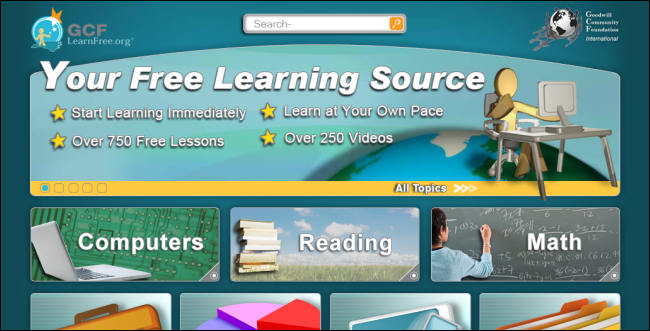 GCF
LearnFree.org®
Search-
Goodwill
Community
Foundation
International
Your Free Learning Source
Start Learning Immediately
Learn at Your Own Pace
Over 750 Free Lessons
Over 250 Videos
All Topics
Computers
Reading
Math